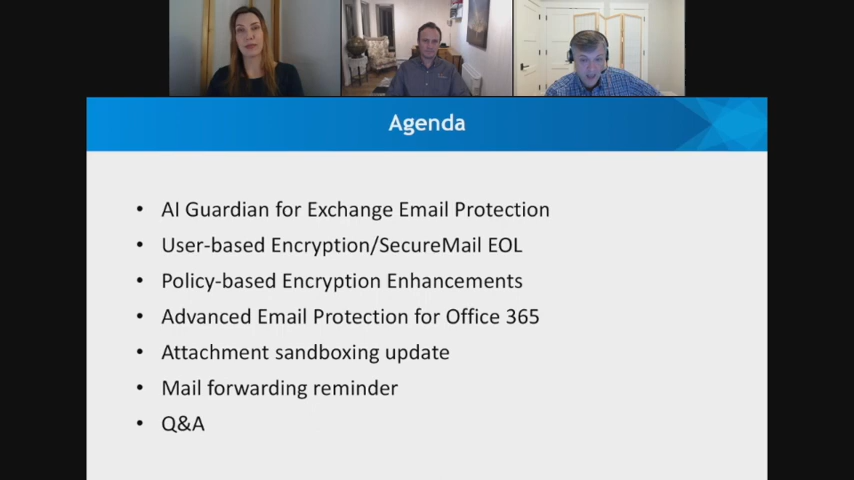 Agenda
• AI Guardian for Exchange Email Protection
• User-based Encryption/SecureMail EOL
• Policy-based Encryption Enhancements
• Advanced Email Protection for Office 365
• Attachment sandboxing update
• Mail forwarding reminder
• Q&A